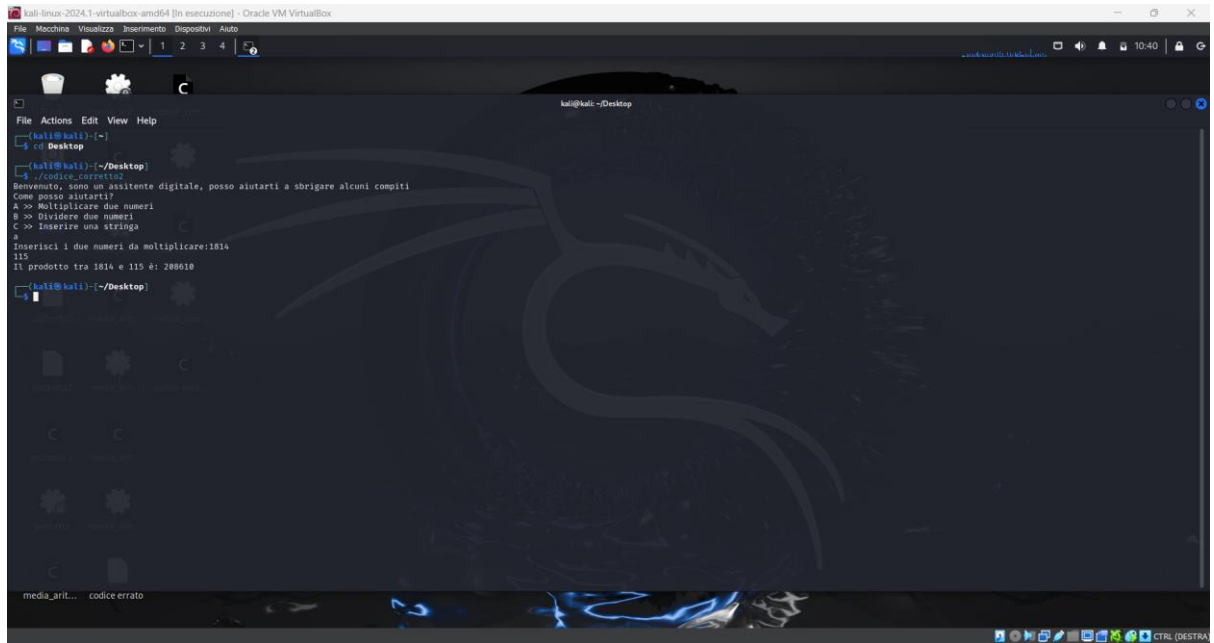 kali-linux-2024.1-virtualbox-amd64 [In esecuzione] - Oracle VM VirtualBox
File Macchina Visualizza Inserimento Dispositivi Aiuto
1 2 3 4
10:40
kali@kali: ~/Desktop
File Actions Edit View Help
┌──(kali㉿kali)-[~]
└─$ cd Desktop
┌──(kali㉿kali)-[~/Desktop]
└─$ ./codice_corretto2
Benvenuto, sono un assitente digitale, posso aiutarti a sbrigare alcuni compiti
Come posso aiutarti?
A >> Moltiplicare due numeri
B >> Dividere due numeri
C >> Inserire una stringa
a
Inserisci i due numeri da moltiplicare:1814
115
Il prodotto tra 1814 e 115 è: 208610
┌──(kali㉿kali)-[~/Desktop]
└─$
media_arit... codice errato
CTRL (DESTRA)